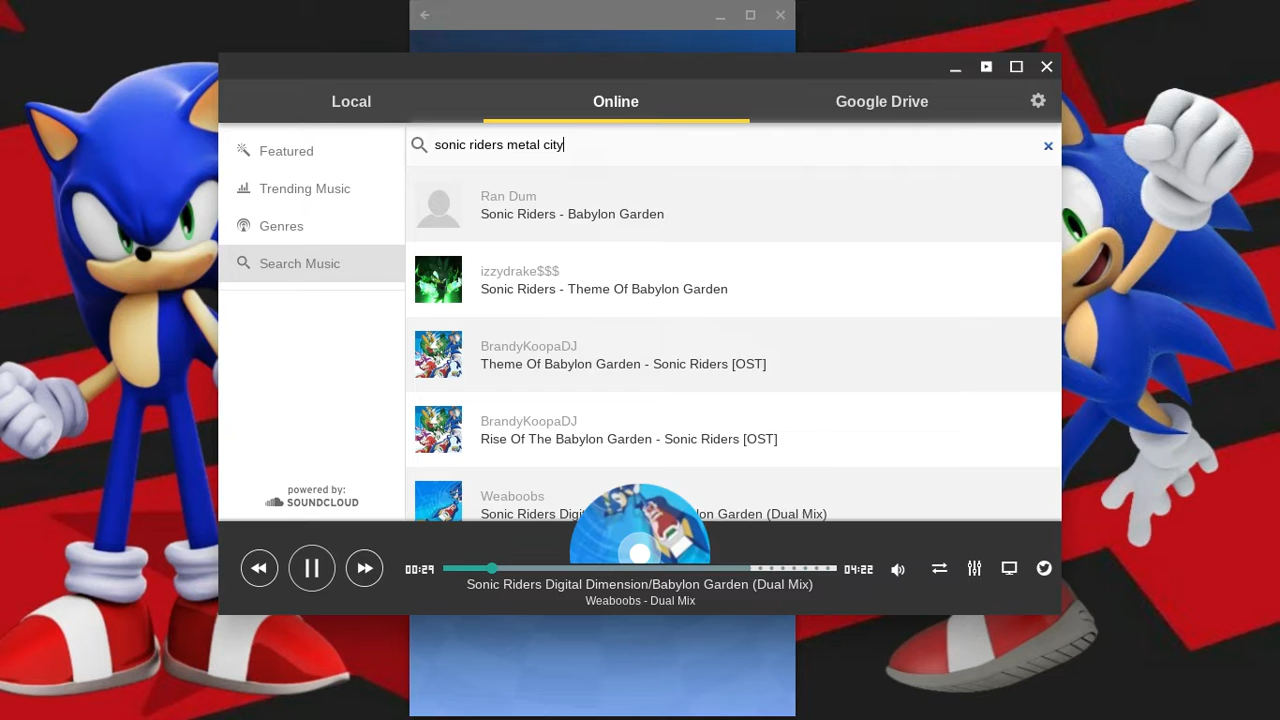 Local
Online
Google Drive
Featured
Trending Music
Genres
Search Music
powered by:
SOUNDCLOUD
sonic riders metal city
Ran Dum
Sonic Riders - Babylon Garden
izzydrake$$$
Sonic Riders - Theme Of Babylon Garden
BrandyKoopaDJ
Theme Of Babylon Garden - Sonic Riders [OST]
BrandyKoopaDJ
Rise Of The Babylon Garden - Sonic Riders [OST]
Weaboobs
Sonic Riders Digi ylon Garden (Dual Mix)
00:29
04:22
Sonic Riders Digital Dimension/Babylon Garden (Dual Mix)
Weaboobs - Dual Mix